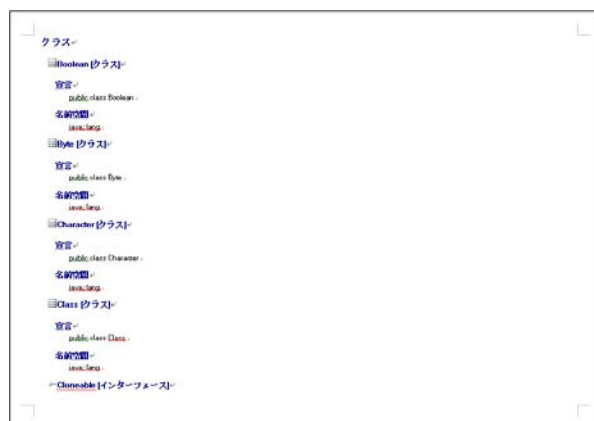 クラス
Boolean [クラス]
宣言
public class Boolean
名前空間
java::lang
Byte [クラス]
宣言
public class Byte
名前空間
java::lang
Character [クラス]
宣言
public class Character
名前空間
java::lang
Class [クラス]
宣言
public class Class
名前空間
java::lang
Cloneable [インターフェース]